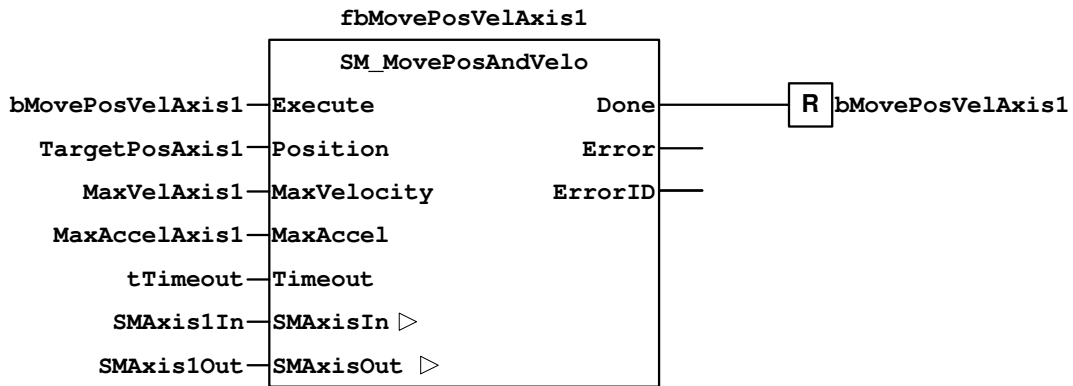 fbMovePosVelAxis1
SM_MovePosAndVelo
bMovePosVelAxis1 Execute Done R bMovePosVelAxis1
TargetPosAxis1 Position Error
MaxVelAxis1 MaxVelocity ErrorID
MaxAccelAxis1 MaxAccel
tTimeout Timeout
SMAxis1In SMAxisIn
SMAxis1Out SMAxisOut